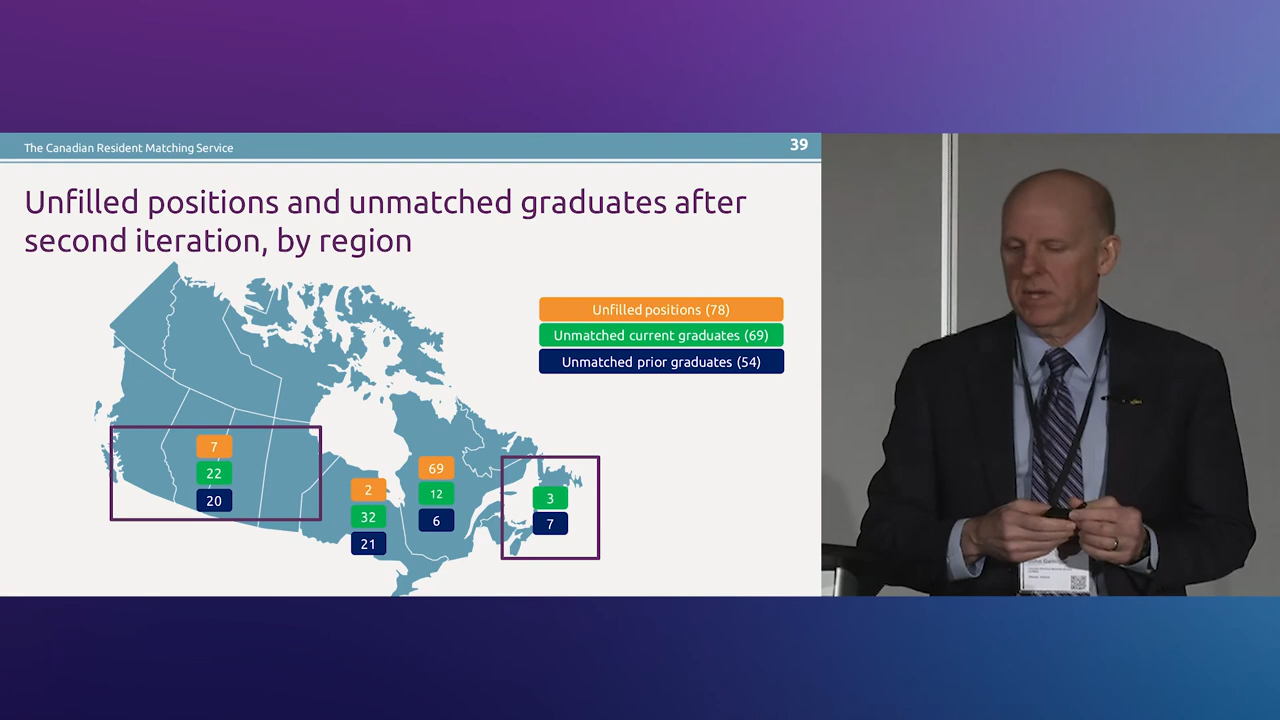 The Canadian Resident Matching Service
39
Unfilled positions and unmatched graduates after
second iteration, by region
Unfilled positions (78)
Unmatched current graduates (69)
Unmatched prior graduates (54)
7
22
20
2
32
21
69
12
6
3
7